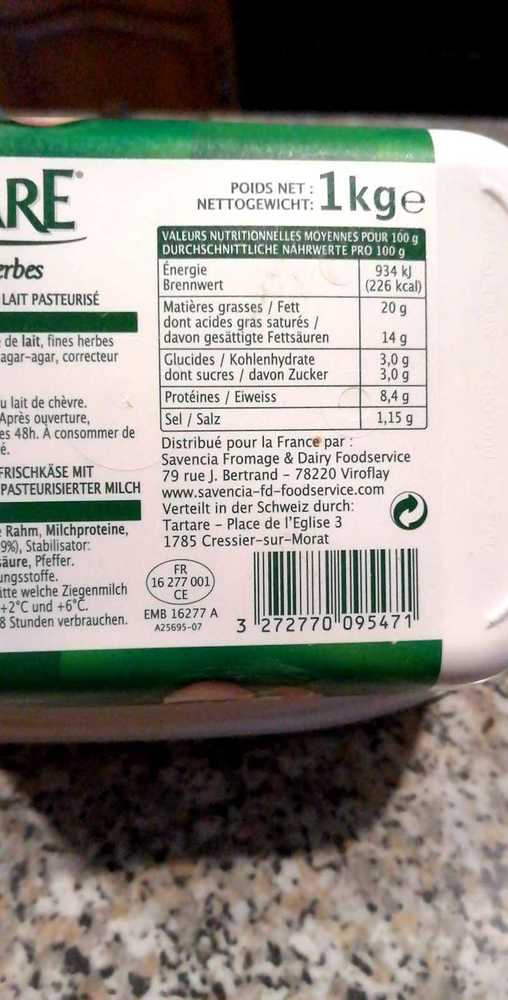 ARE®
erbes
LAIT PASTEURISÉ
de lait, fines herbes
agar-agar, correcteur
u lait de chèvre.
Après ouverture,
es 48h. À consommer de
é.
FRISCHKÄSE MIT
PASTEURISIERTER MILCH
Rahm, Milchproteine,
9%), Stabilisator:
säure, Pfeffer.
ungsstoffe.
itte welche Ziegenmilch
+2°C und +6°C.
8 Stunden verbrauchen.
POIDS NET :
NETTOGEWICHT: 1kg℮
VALEURS NUTRITIONNELLES MOYENNES POUR 100 g
DURCHSCHNITTLICHE NÄHRWERTE PRO 100 g
Énergie 934 kJ
Brennwert (226 kcal)
Matières grasses / Fett 20 g
dont acides gras saturés /
davon gesättigte Fettsäuren 14 g
Glucides / Kohlenhydrate 3,0 g
dont sucres / davon Zucker 3,0 g
Protéines / Eiweiss 8,4 g
Sel / Salz 1,15 g
Distribué pour la France par :
Savencia Fromage & Dairy Foodservice
79 rue J. Bertrand - 78220 Viroflay
www.savencia-fd-foodservice.com
Verteilt in der Schweiz durch:
Tartare - Place de l'Eglise 3
1785 Cressier-sur-Morat
FR
16 277 001
CE
EMB 16277 A
A25695-07
3 272770 095471